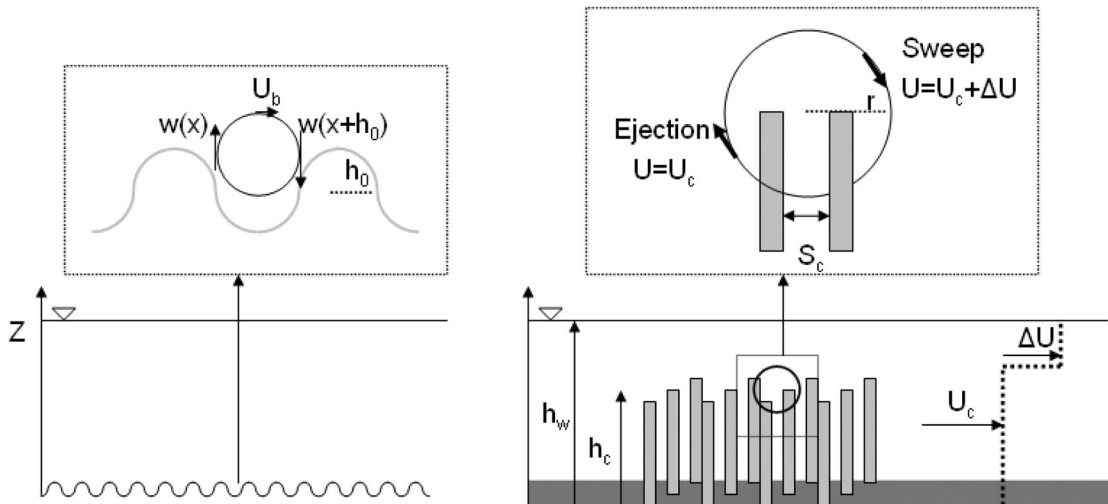 U_b
w(x)
w(x+h_0)
h_0
Z
Sweep
U=U_c+ΔU
r
Ejection
U=U_c
S_c
ΔU
U_c
h_w
h_c